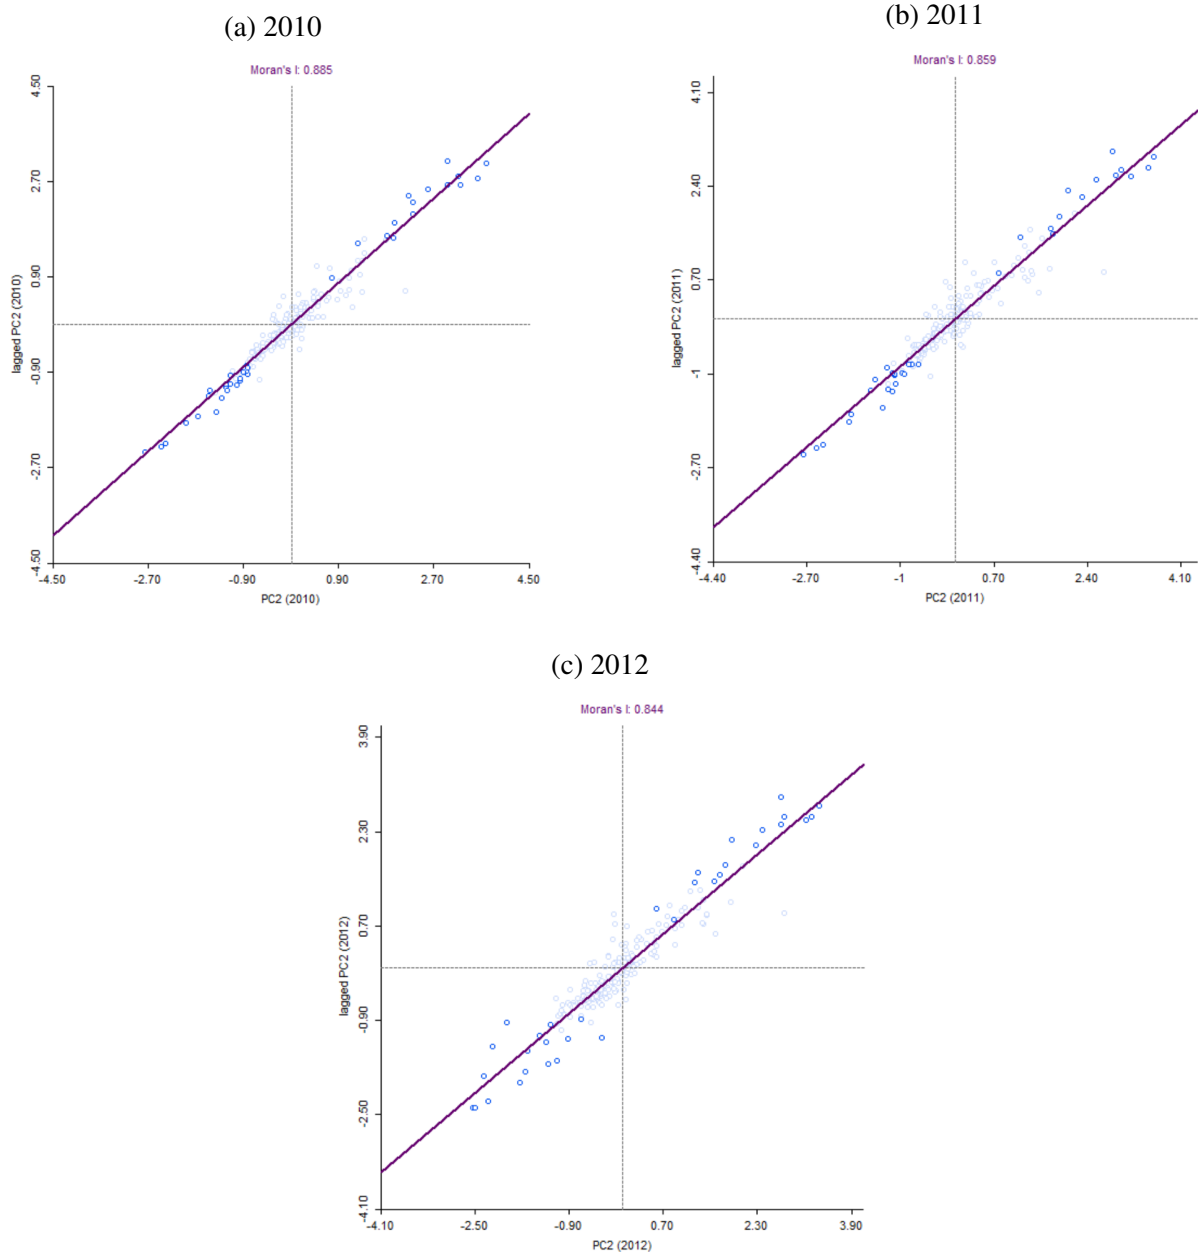 (a) 2010
Moran's I: 0.885
4.50
2.70
0.90
-0.90
-2.70
-4.50
lagged PC2 (2010)
-4.50 -2.70 -0.90 0.90 2.70 4.50
PC2 (2010)
(b) 2011
Moran's I: 0.859
4.10
2.40
0.70
-1
-2.70
-4.40
lagged PC2 (2011)
-4.40 -2.70 -1 0.70 2.40 4.10
PC2 (2011)
(c) 2012
Moran's I: 0.844
3.90
2.30
0.70
-0.90
-2.50
-4.10
lagged PC2 (2012)
-4.10 -2.50 -0.90 0.70 2.30 3.90
PC2 (2012)